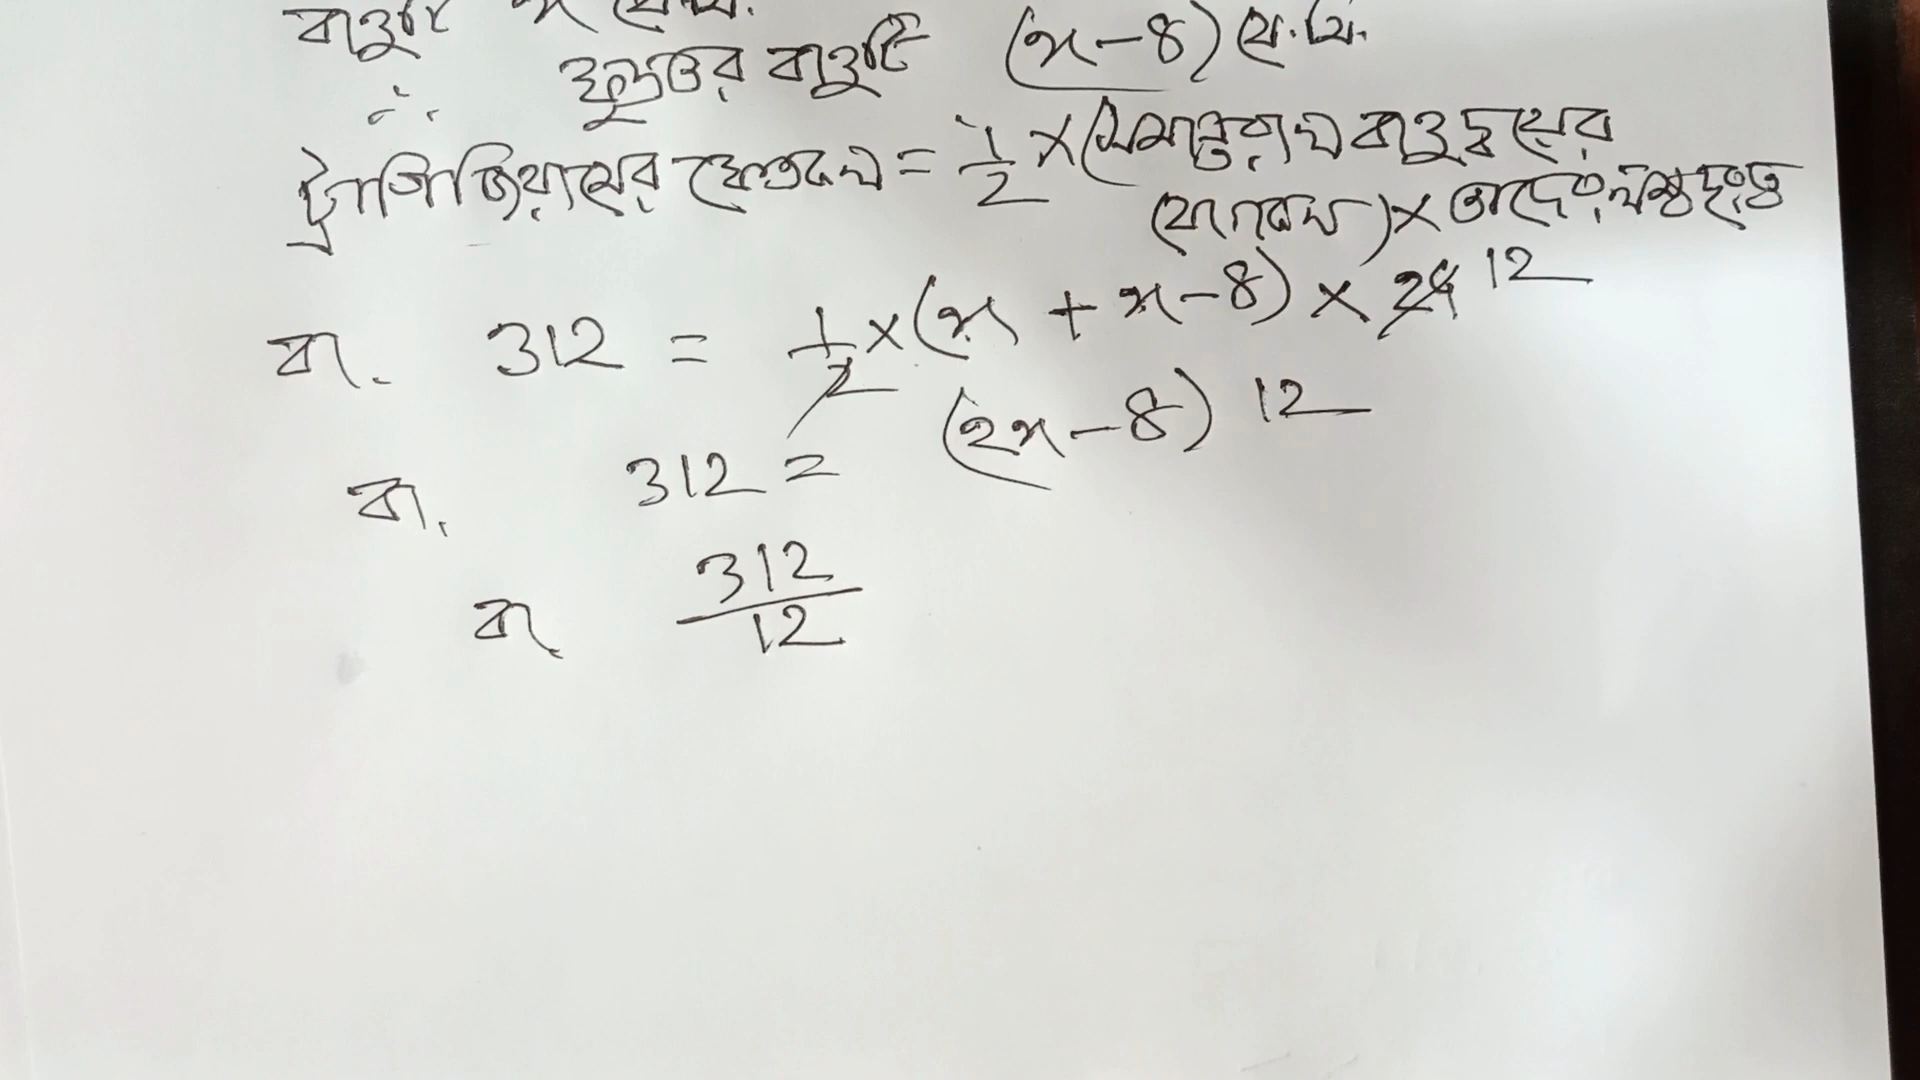 বাহুটি x সে.মি.
∴ ক্ষুদ্রতর বাহুটি (x-8) সে.মি.
ট্রাপিজিয়ামের ক্ষেত্রফল = 1/2 × (সমান্তরাল বাহুদ্বয়ের
যোগফল) × তাদের লম্ব দূরত্ব
বা. 312 = 1/2 × (x + x-8) × 24 12
বা, 312 = (2x-8) 12
বা 312/12